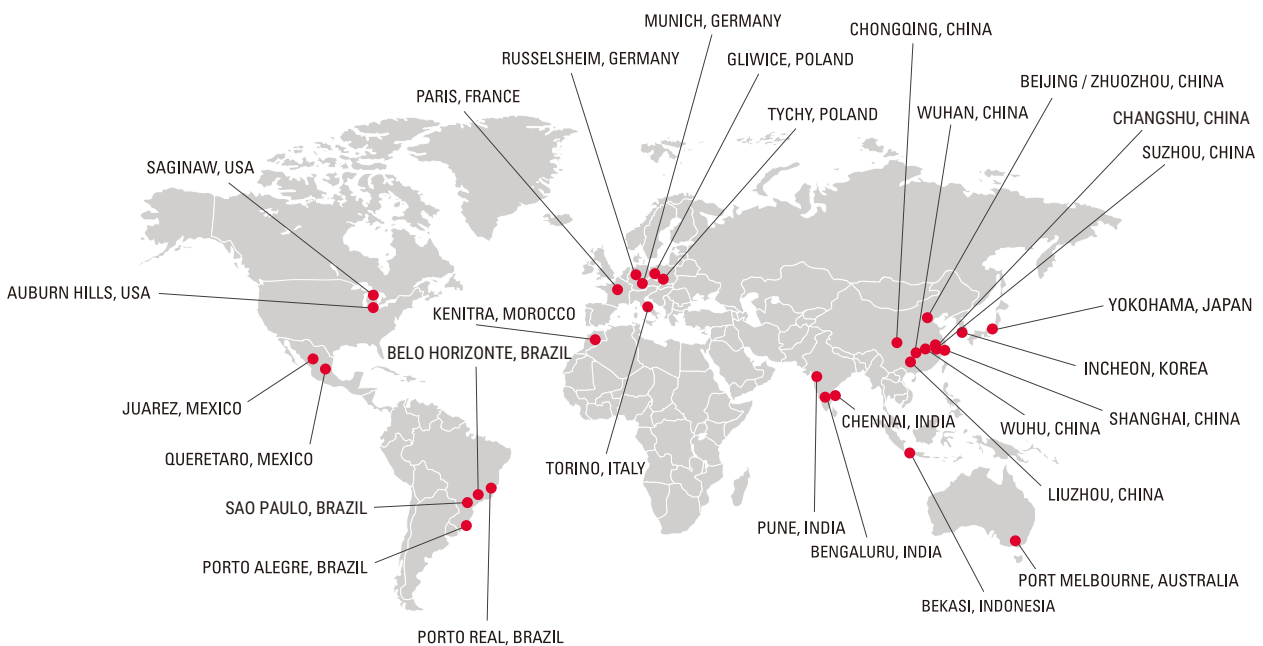 MUNICH, GERMANY
CHONGQING, CHINA
RUSSELSHEIM, GERMANY
GLIWICE, POLAND
BEIJING / ZHUOZHOU, CHINA
PARIS, FRANCE
TYCHY, POLAND
WUHAN, CHINA
CHANGSHU, CHINA
SUZHOU, CHINA
SAGINAW, USA
AUBURN HILLS, USA
KENITRA, MOROCCO
YOKOHAMA, JAPAN
BELO HORIZONTE, BRAZIL
INCHEON, KOREA
JUAREZ, MEXICO
CHENNAI, INDIA
WUHU, CHINA
SHANGHAI, CHINA
QUERETARO, MEXICO
TORINO, ITALY
LIUZHOU, CHINA
SAO PAULO, BRAZIL
PUNE, INDIA
BENGALURU, INDIA
PORTO ALEGRE, BRAZIL
PORT MELBOURNE, AUSTRALIA
BEKASI, INDONESIA
PORTO REAL, BRAZIL